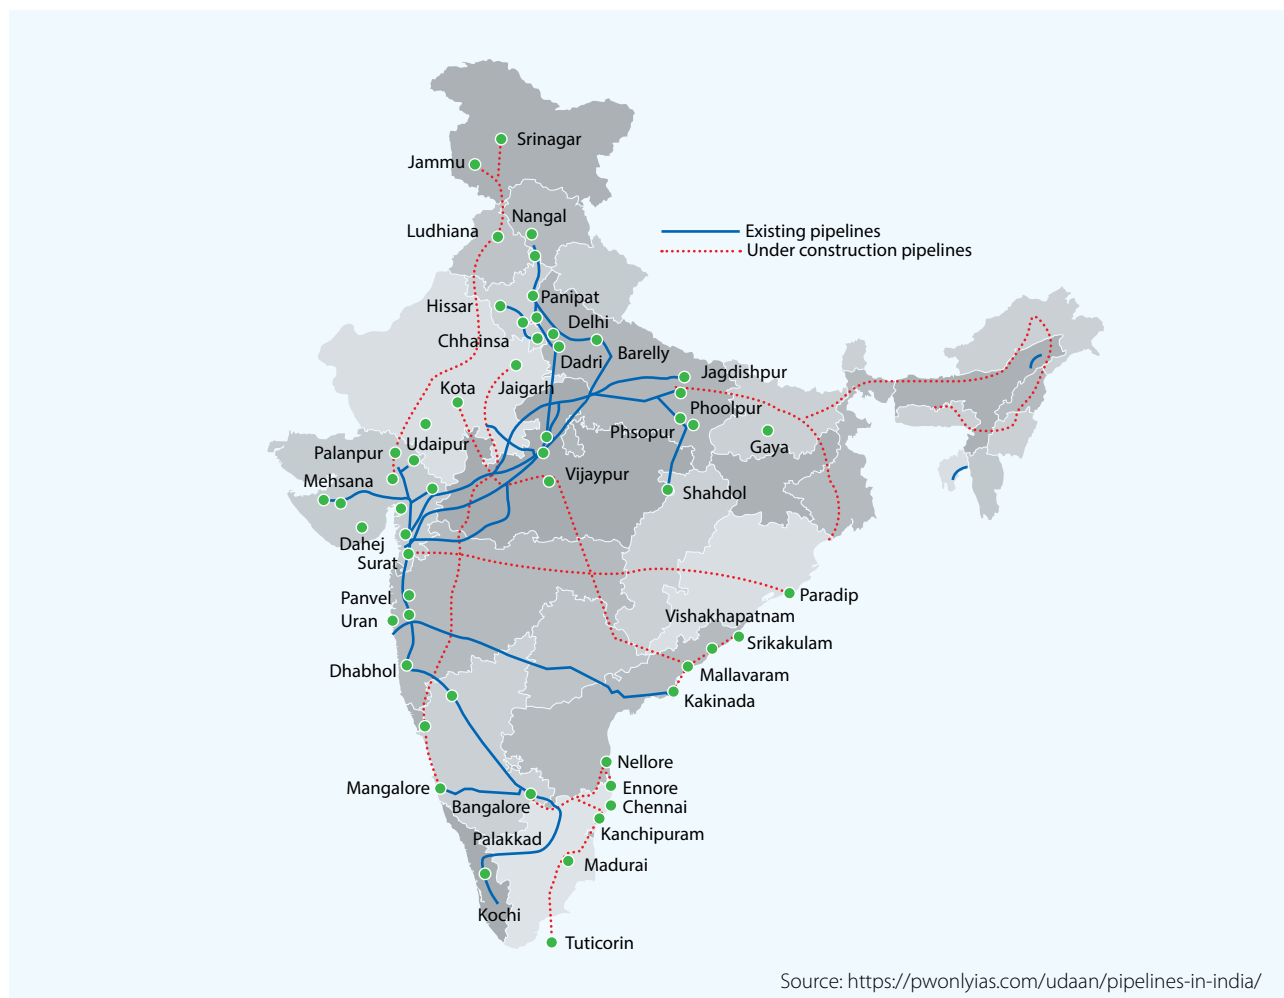 Srinagar
Jammu
Nangal
Ludhiana
Existing pipelines
Under construction pipelines
Panipat
Hissar
Delhi
Chhainsa
Barelly
Dadri
Jagdishpur
Kota
Jaigarh
Phoolpur
Phsopur
Udaipur
Gaya
Palanpur
Vijaypur
Mehsana
Shahdol
Dahej
Surat
Panvel
Paradip
Uran
Vishakhapatnam
Srikakulam
Dhabhol
Mallavaram
Kakinada
Nellore
Mangalore
Ennore
Bangalore
Chennai
Kanchipuram
Palakkad
Madurai
Kochi
Tuticorin
Source: https://pwonlyias.com/udaan/pipelines-in-india/